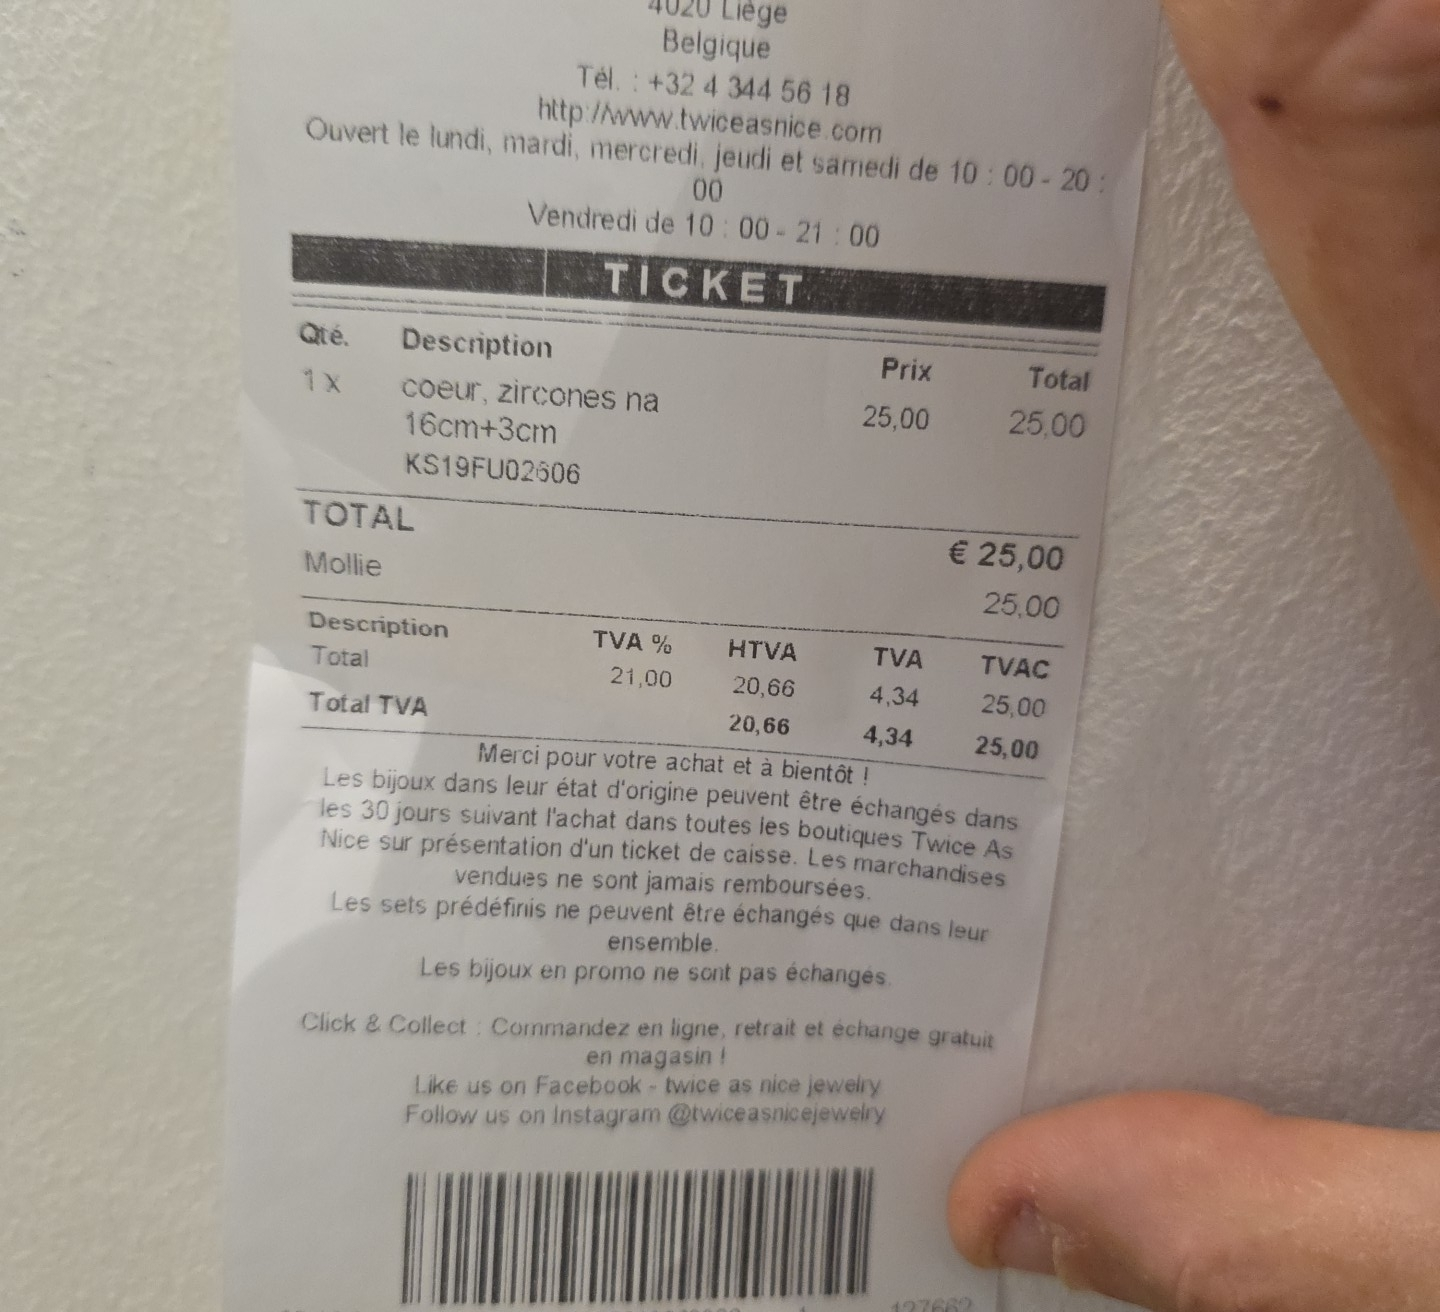 4020 Liège
Belgique
Tél. : +32 4 344 56 18
http://www.twiceasnice.com
Ouvert le lundi, mardi, mercredi, jeudi et samedi de 10 : 00 - 20 :
00
Vendredi de 10 : 00 - 21 : 00
TICKET
Qté. Description Prix Total
1 x coeur, zircones na 25,00 25,00
16cm+3cm
KS19FU02606
TOTAL € 25,00
Mollie 25,00
Description TVA % HTVA TVA TVAC
Total 21,00 20,66 4,34 25,00
Total TVA 20,66 4,34 25,00
Merci pour votre achat et à bientôt !
Les bijoux dans leur état d'origine peuvent être échangés dans
les 30 jours suivant l'achat dans toutes les boutiques Twice As
Nice sur présentation d'un ticket de caisse. Les marchandises
vendues ne sont jamais remboursées.
Les sets prédéfinis ne peuvent être échangés que dans leur
ensemble.
Les bijoux en promo ne sont pas échangés.
Click & Collect : Commandez en ligne, retrait et échange gratuit
en magasin !
Like us on Facebook - twice as nice jewelry
Follow us on Instagram @twiceasnicejewelry